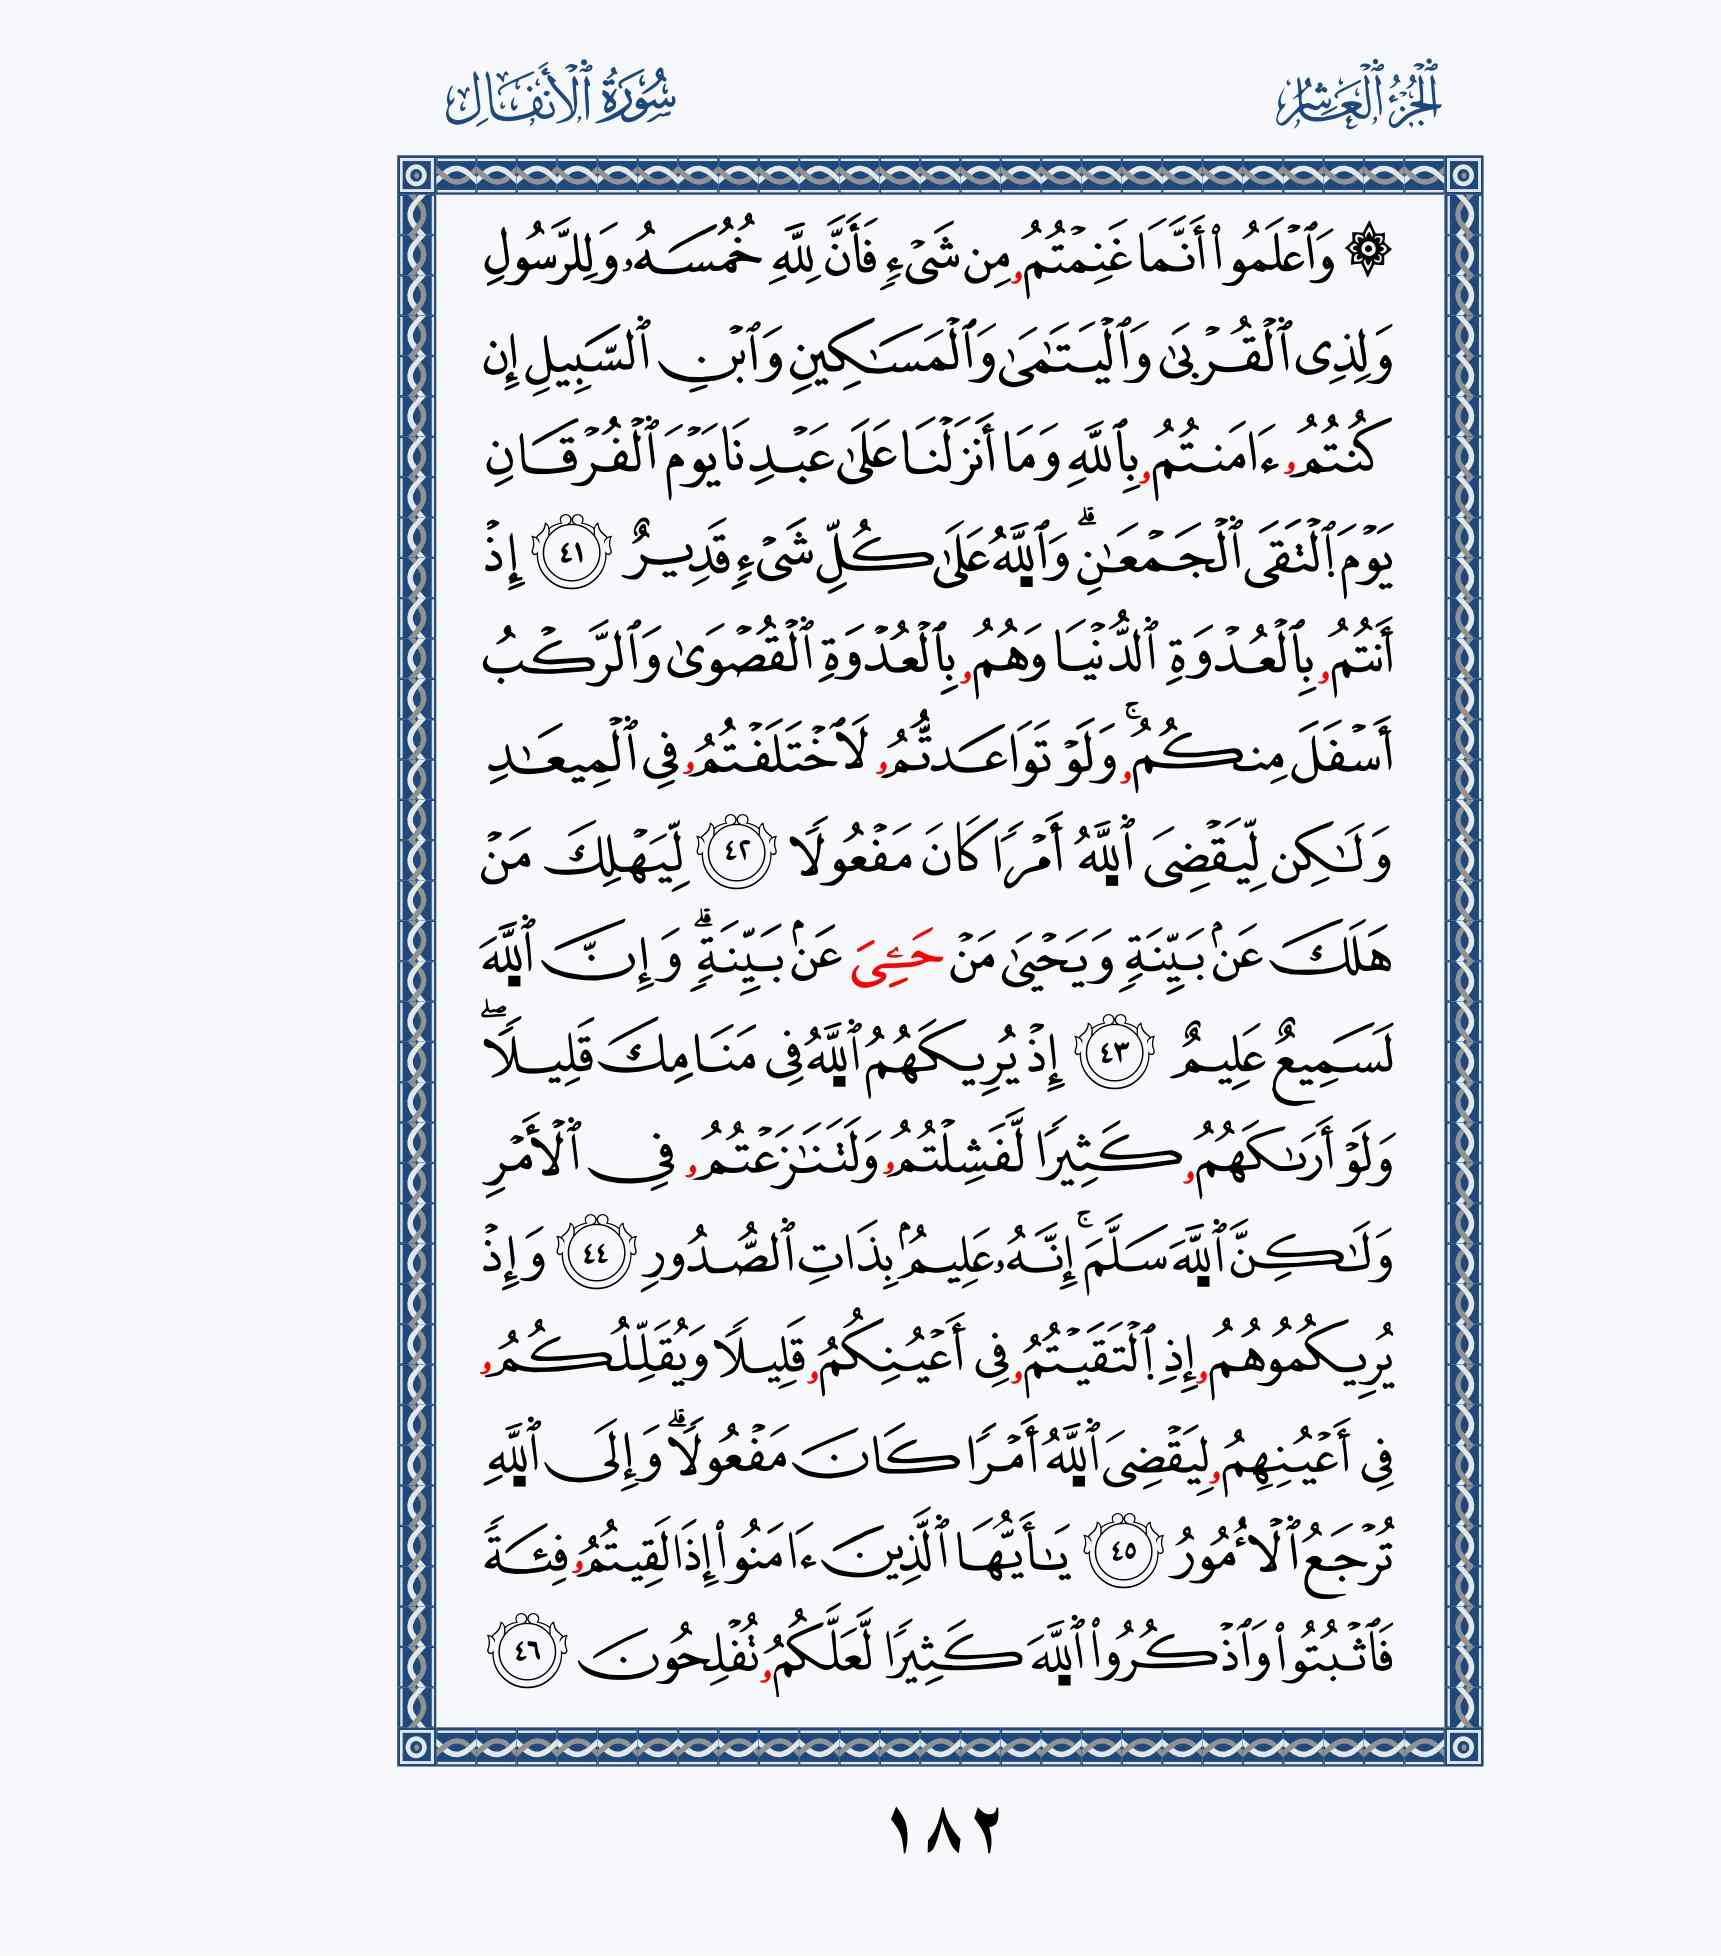 ٱلۡجُزۡءُ ٱلۡعَاشِرُ
سُورَةُ ٱلۡأَنفَالِ
۞ وَٱعۡلَمُوٓاْ أَنَّمَا غَنِمۡتُمُۥ مِن شَيۡءٖ فَأَنَّ لِلَّهِ خُمُسَهُۥ وَلِلرَّسُولِ
وَلِذِي ٱلۡقُرۡبَىٰ وَٱلۡيَتَٰمَىٰ وَٱلۡمَسَٰكِينِ وَٱبۡنِ ٱلسَّبِيلِ إِن
كُنتُمُۥ ءَامَنتُمُۥ بِٱللَّهِ وَمَا أَنزَلۡنَا عَلَىٰ عَبۡدِنَا يَوۡمَ ٱلۡفُرۡقَانِ
يَوۡمَ ٱلۡتَقَى ٱلۡجَمۡعَٰنِۗ وَٱللَّهُ عَلَىٰ كُلِّ شَيۡءٖ قَدِيرٌ ٤١ إِذۡ
أَنتُمُۥ بِٱلۡعُدۡوَةِ ٱلدُّنۡيَا وَهُمُۥ بِٱلۡعُدۡوَةِ ٱلۡقُصۡوَىٰ وَٱلرَّكۡبُ
أَسۡفَلَ مِنكُمُۥۚ وَلَوۡ تَوَاعَدتُّمُۥ لَٱخۡتَلَفۡتُمُۥ فِي ٱلۡمِيعَٰدِ
وَلَٰكِن لِّيَقۡضِيَ ٱللَّهُ أَمۡرٗا كَانَ مَفۡعُولٗا ٤٢ لِّيَهۡلِكَ مَنۡ
هَلَكَ عَنۢ بَيِّنَةٖ وَيَحۡيَىٰ مَنۡ حَيِيَ عَنۢ بَيِّنَةٖۗ وَإِنَّ ٱللَّهَ
لَسَمِيعٌ عَلِيمٌ ٤٣ إِذۡ يُرِيكَهُمُ ٱللَّهُ فِي مَنَامِكَ قَلِيلٗاۖ
وَلَوۡ أَرَىٰكَهُمُۥ كَثِيرٗا لَّفَشِلۡتُمُۥ وَلَتَنَٰزَعۡتُمُۥ فِي ٱلۡأَمۡرِ
وَلَٰكِنَّ ٱللَّهَ سَلَّمَۚ إِنَّهُۥ عَلِيمُۢ بِذَاتِ ٱلصُّدُورِ ٤٤ وَإِذۡ
يُرِيكُمُوهُمُۥ إِذِ ٱلۡتَقَيۡتُمُۥ فِي أَعۡيُنِكُمُۥ قَلِيلٗا وَيُقَلِّلُكُمُۥ
فِي أَعۡيُنِهِمُۥ لِيَقۡضِيَ ٱللَّهُ أَمۡرٗا كَانَ مَفۡعُولٗاۗ وَإِلَى ٱللَّهِ
تُرۡجَعُ ٱلۡأُمُورُ ٤٥ يَٰأَيُّهَا ٱلَّذِينَ ءَامَنُواْ إِذَا لَقِيتُمُۥ فِئَةٗ
فَٱثۡبُتُواْ وَٱذۡكُرُواْ ٱللَّهَ كَثِيرٗا لَّعَلَّكُمُۥ تُفۡلِحُونَ ٤٦
١٨٢